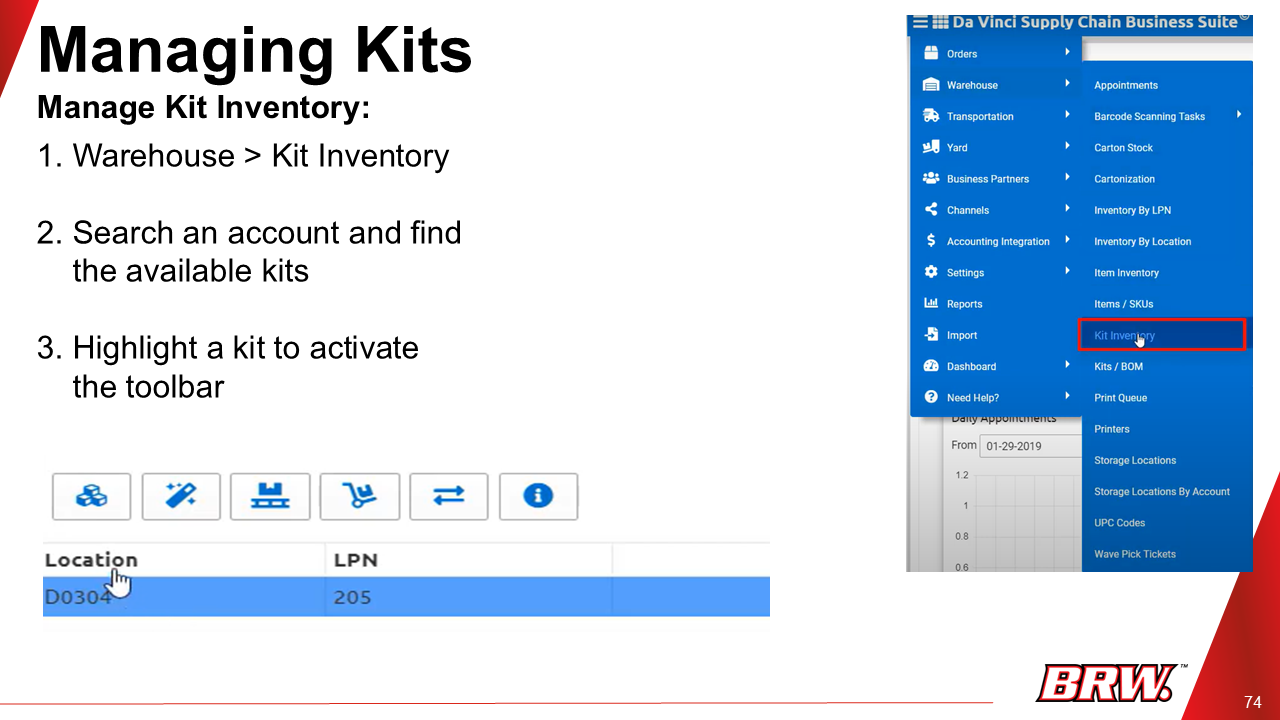 Managing Kits
Manage Kit Inventory:
1. Warehouse > Kit Inventory
2. Search an account and find
the available kits
3. Highlight a kit to activate
the toolbar
Location LPN
D0304 205
Da Vinci Supply Chain Business Suite©
Orders
Warehouse
Transportation
Yard
Business Partners
Channels
Accounting Integration
Settings
Reports
Import
Dashboard
Need Help?
Appointments
Barcode Scanning Tasks
Carton Stock
Cartonization
Inventory By LPN
Inventory By Location
Item Inventory
Items / SKUs
Kit Inventory
Kits / BOM
Print Queue
Printers
Storage Locations
Storage Locations By Account
UPC Codes
Wave Pick Tickets
Daily Appointments
From 01-29-2019
1.2
1
0.8
0.6
BRW.™
74